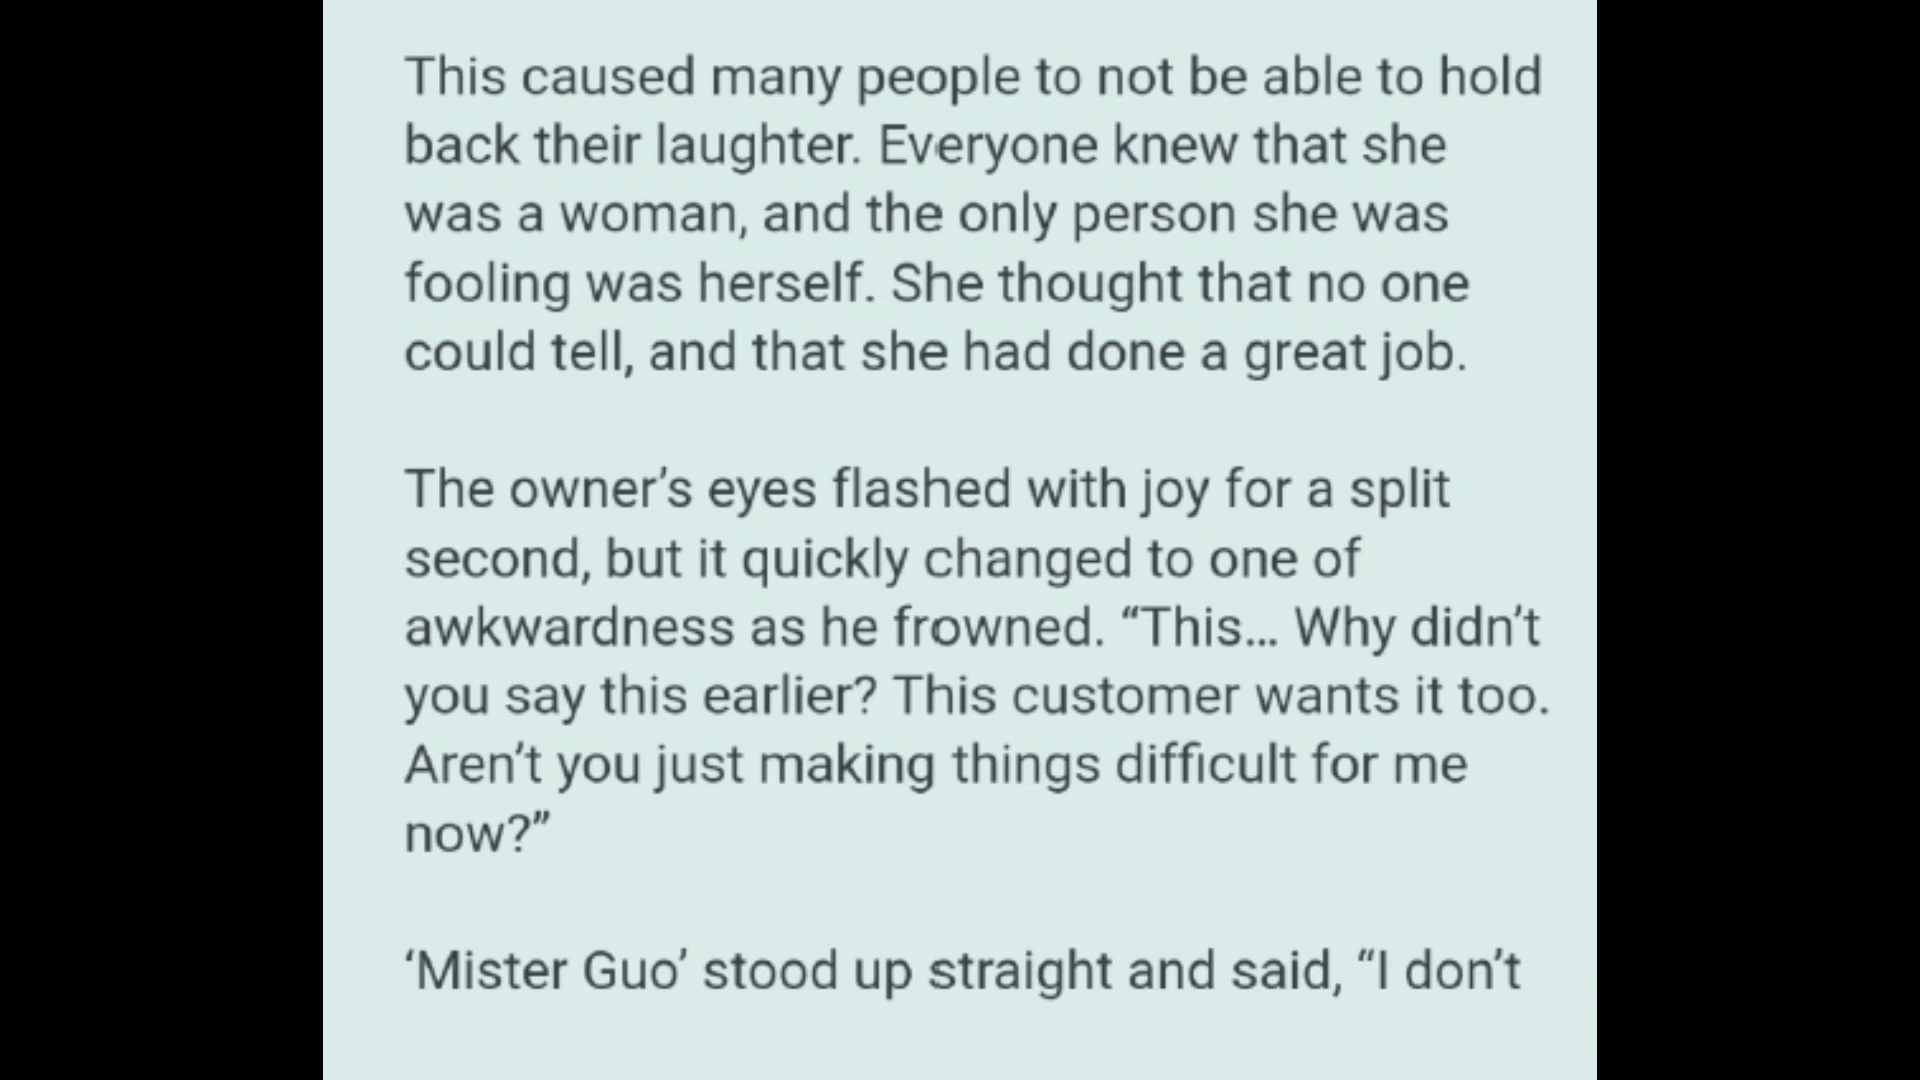 This caused many people to not be able to hold
back their laughter. Everyone knew that she
was a woman, and the only person she was
fooling was herself. She thought that no one
could tell, and that she had done a great job.
The owner’s eyes flashed with joy for a split
second, but it quickly changed to one of
awkwardness as he frowned. “This… Why didn’t
you say this earlier? This customer wants it too.
Aren’t you just making things difficult for me
now?”
‘Mister Guo’ stood up straight and said, “I don’t